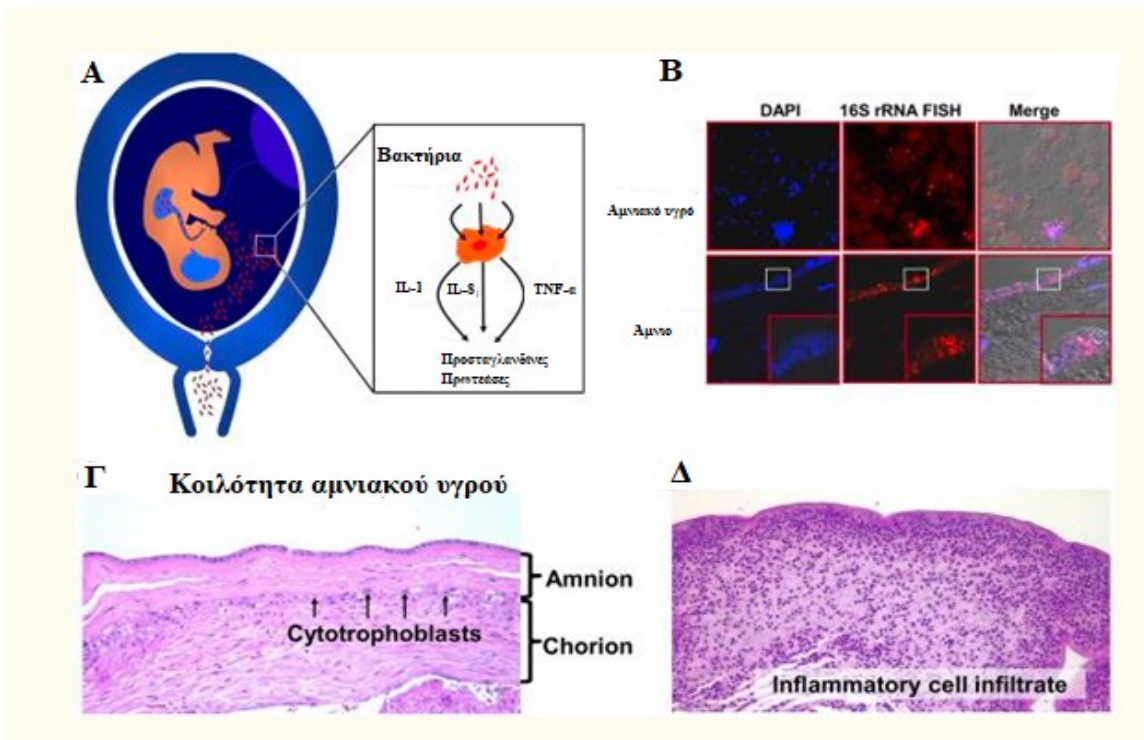 A
Βακτήρια
IL-1
TNF-α
Προσταγλανδίνες
Πρωτεάσες
B
DAPI 16S rRNA FISH Merge
Αμνιακό υγρό
Άμνιο
Γ
Κοιλότητα αμνιακού υγρού
Amnion
Cytotrophoblasts
Chorion
Δ
Inflammatory cell infiltrate